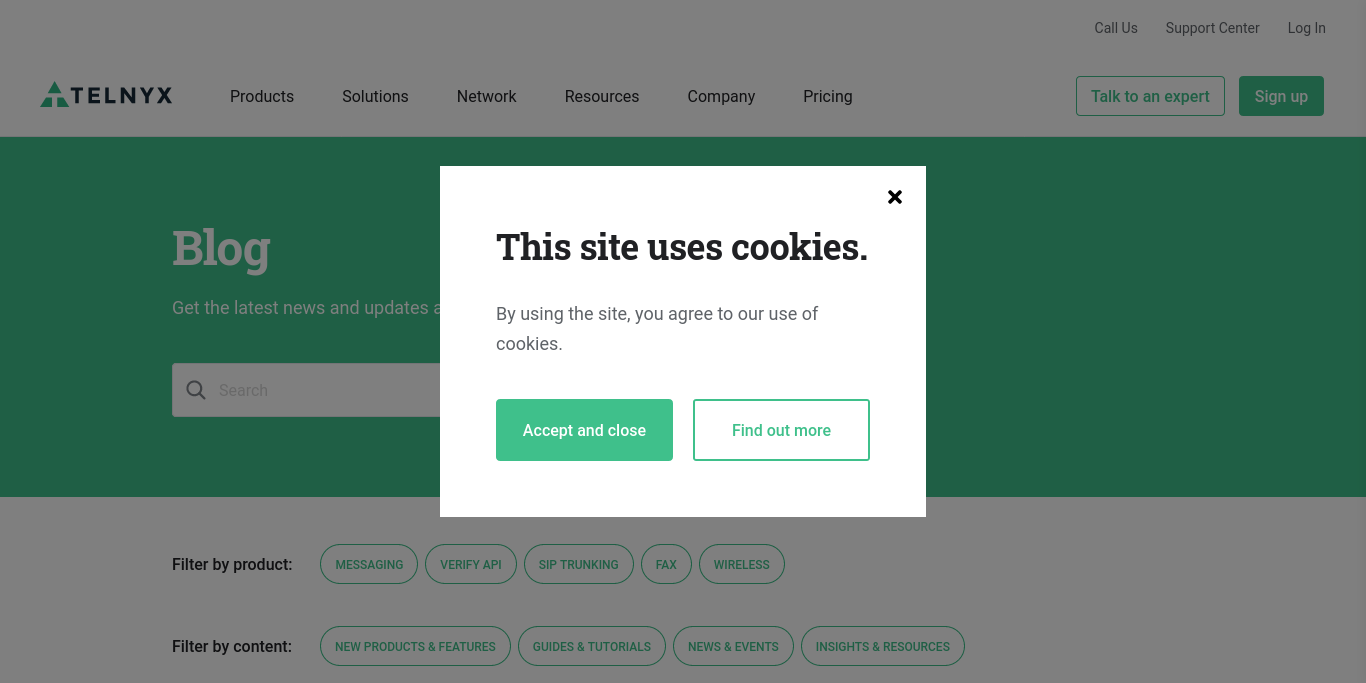 Call Us Support Center Log In
TELNYX Products Solutions Network Resources Company Pricing Talk to an expert Sign up
This site uses cookies.
By using the site, you agree to our use of
cookies.
Accept and close Find out more
Blog
Get the latest news and updates
Search
Filter by product: MESSAGING VERIFY API SIP TRUNKING FAX WIRELESS
Filter by content: NEW PRODUCTS & FEATURES GUIDES & TUTORIALS NEWS & EVENTS INSIGHTS & RESOURCES